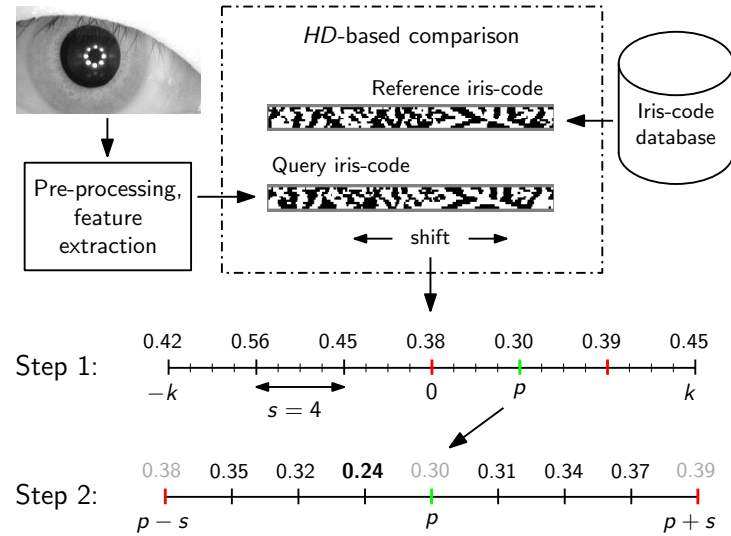 HD-based comparison
Reference iris-code
Iris-code
database
Query iris-code
Pre-processing,
feature
extraction
shift
0.42 0.56 0.45 0.38 0.30 0.39 0.45
Step 1:
−k 0 p k
s = 4
0.38 0.35 0.32 0.24 0.30 0.31 0.34 0.37 0.39
Step 2:
p − s p p + s